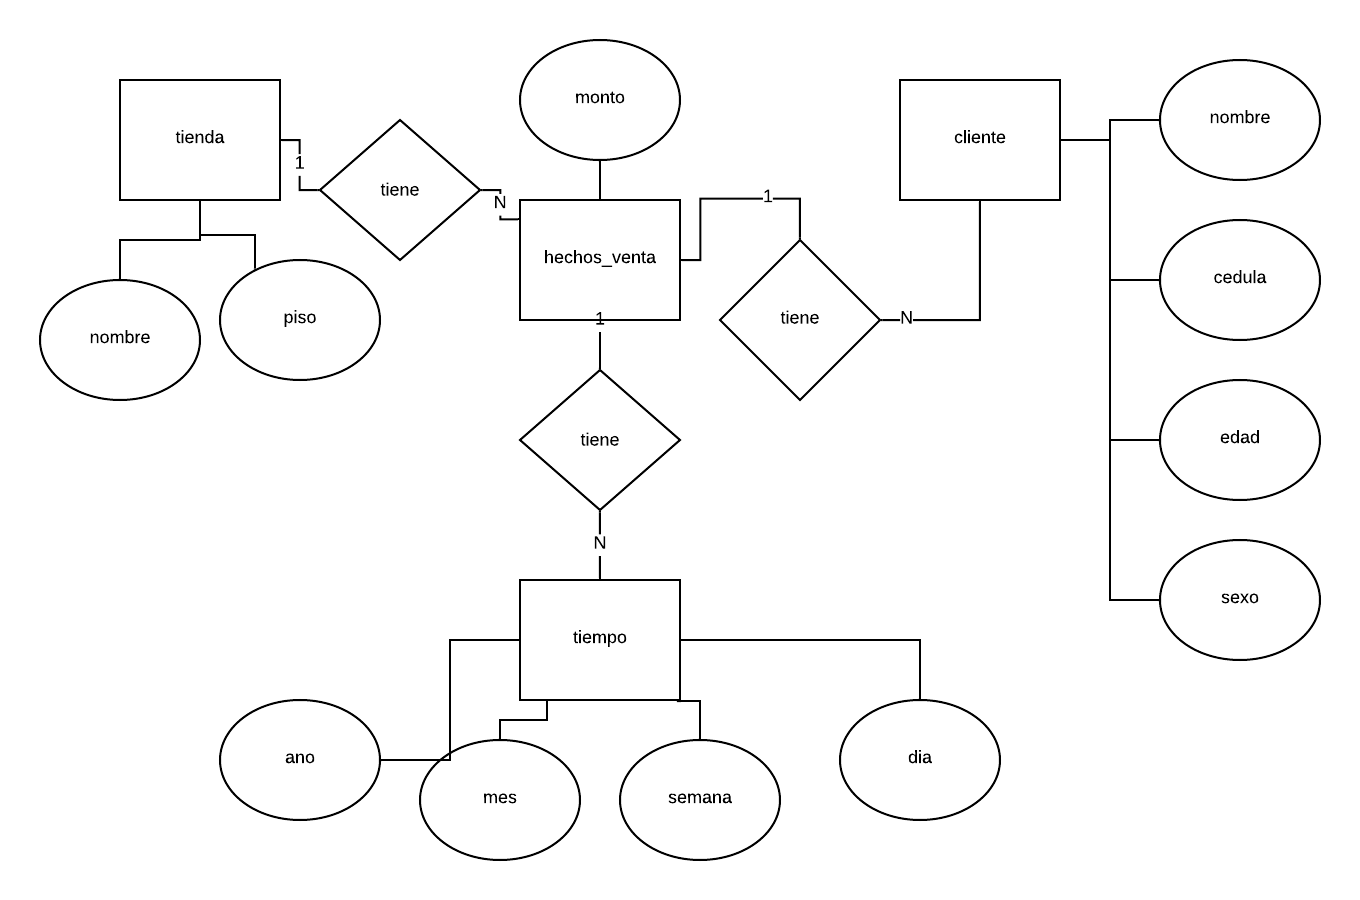 monto
nombre
tienda
cliente
1
tiene
N
1
hechos_venta
cedula
nombre
piso
1
tiene
N
tiene
edad
N
sexo
tiempo
ano
mes
semana
dia